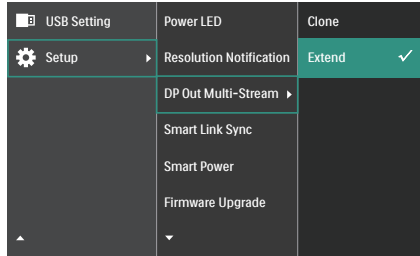 USB Setting
Setup
Power LED
Resolution Notification
DP Out Multi-Stream
Smart Link Sync
Smart Power
Firmware Upgrade
Clone
Extend